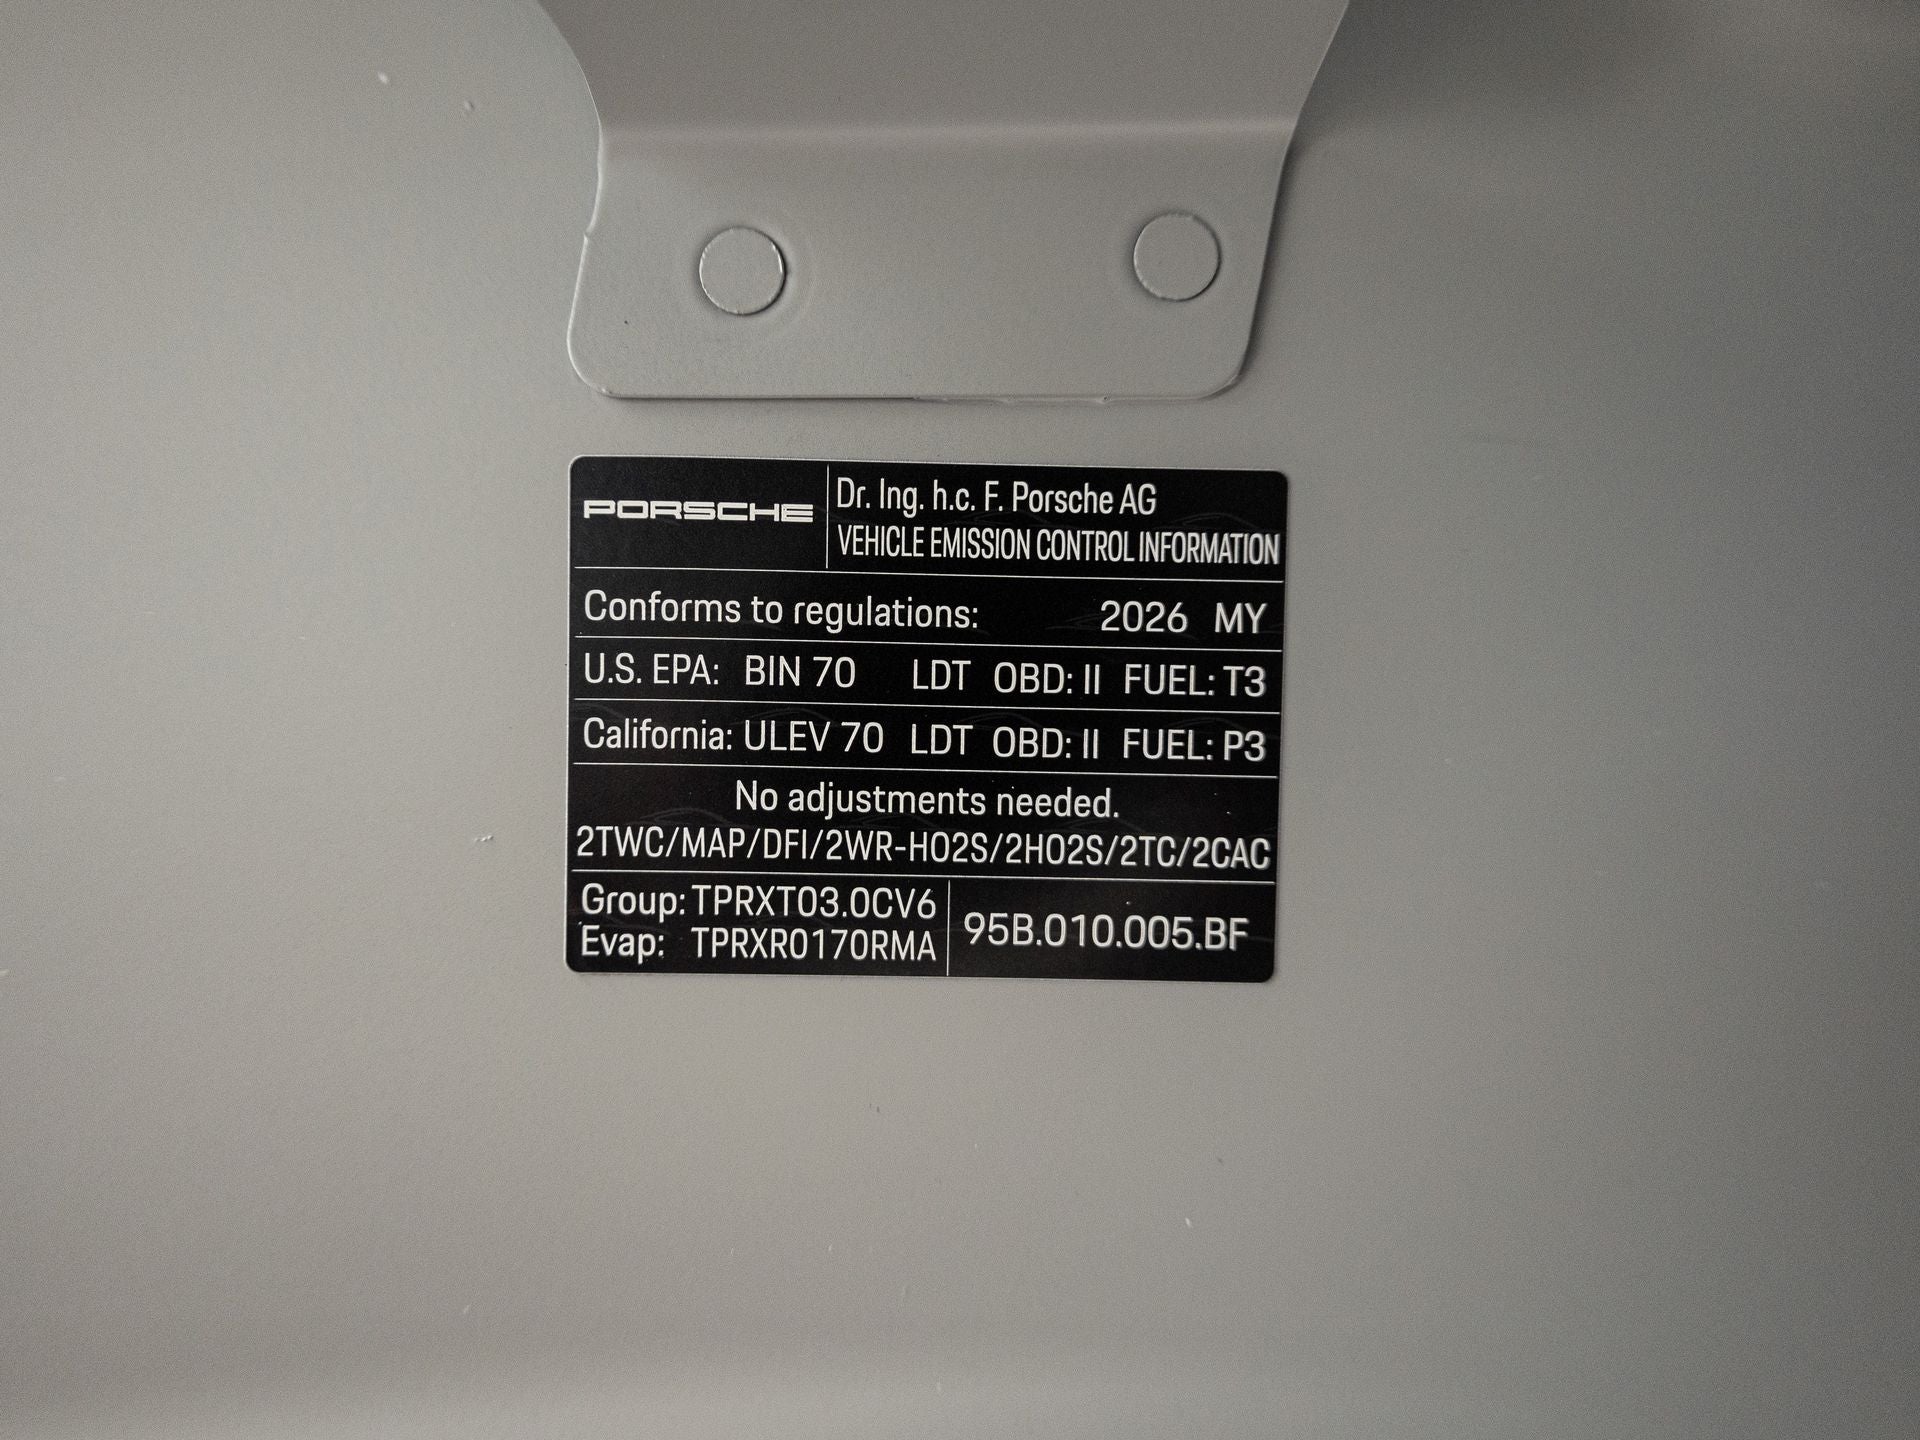 PORSCHE
Dr. Ing. h.c. F. Porsche AG
VEHICLE EMISSION CONTROL INFORMATION
Conforms to regulations: 2026 MY
U.S. EPA: BIN 70 LDT OBD: II FUEL: T3
California: ULEV 70 LDT OBD: II FUEL: P3
No adjustments needed.
2TWC/MAP/DFI/2WR-HO2S/2HO2S/2TC/2CAC
Group: TPRXT03.0CV6
Evap: TPRXR0170RMA
95B.010.005.BF